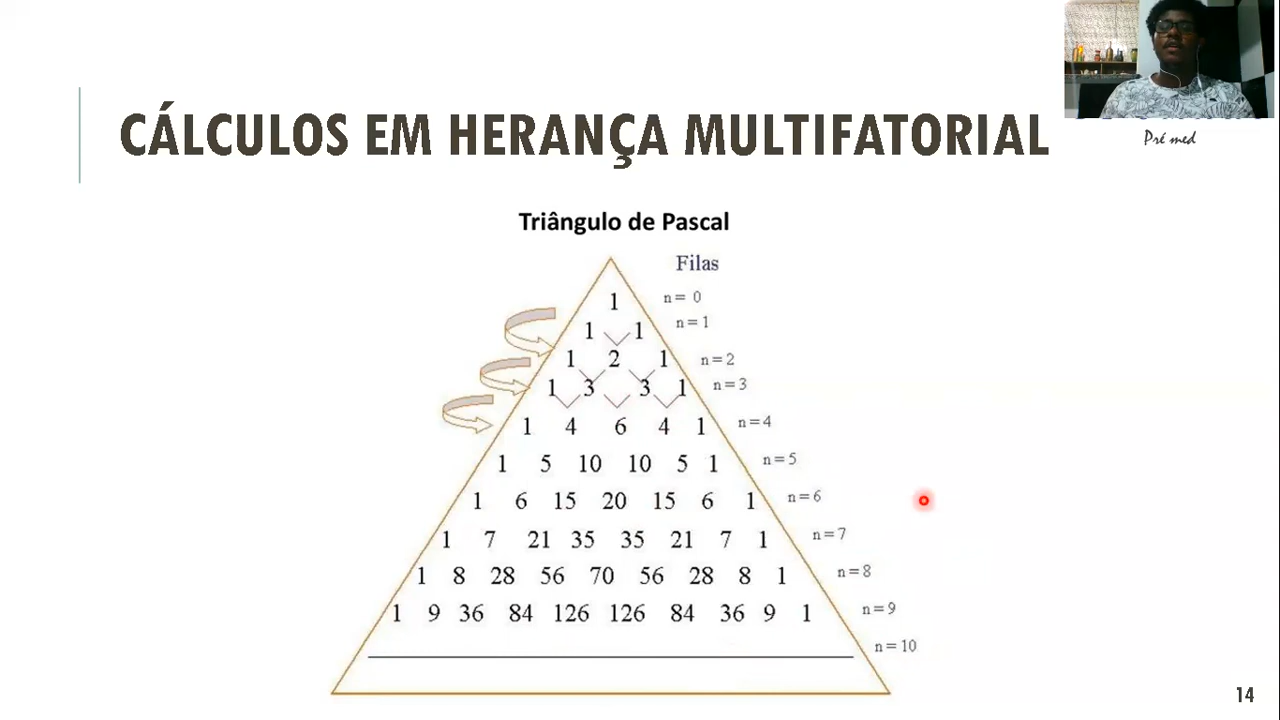 CÁLCULOS EM HERANÇA MULTIFATORIAL
Pré med
Triângulo de Pascal
Filas
1 n= 0
1 1 n=1
1 2 1 n=2
1 3 3 1 n=3
1 4 6 4 1 n=4
1 5 10 10 5 1 n=5
1 6 15 20 15 6 1 n=6
1 7 21 35 35 21 7 1 n=7
1 8 28 56 70 56 28 8 1 n=8
1 9 36 84 126 126 84 36 9 1 n=9
n=10
14